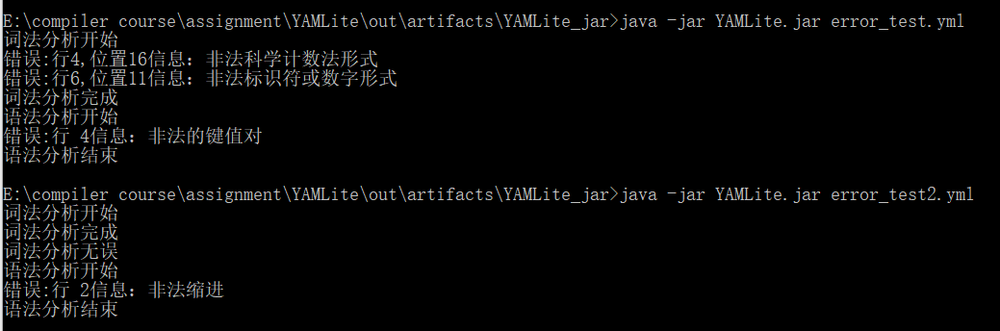 E:\compiler course\assignment\YAMLite\out\artifacts\YAMLite_jar>java -jar YAMLite.jar error_test.yml
词法分析开始
错误:行4,位置16信息：非法科学计数法形式
错误:行6,位置11信息：非法标识符或数字形式
词法分析完成
语法分析开始
错误:行 4信息：非法的键值对
语法分析结束
E:\compiler course\assignment\YAMLite\out\artifacts\YAMLite_jar>java -jar YAMLite.jar error_test2.yml
词法分析开始
词法分析完成
词法分析无误
语法分析开始
错误:行 2信息：非法缩进
语法分析结束